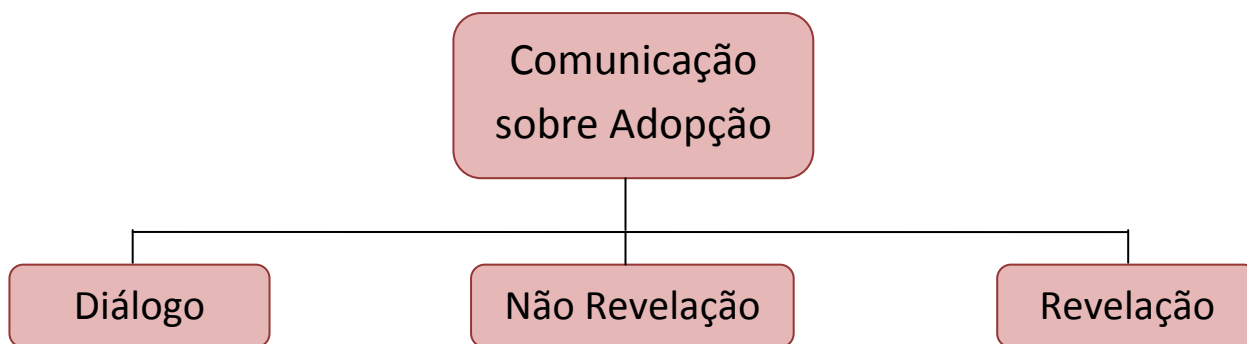 Comunicação
sobre Adopção
Diálogo
Não Revelação
Revelação